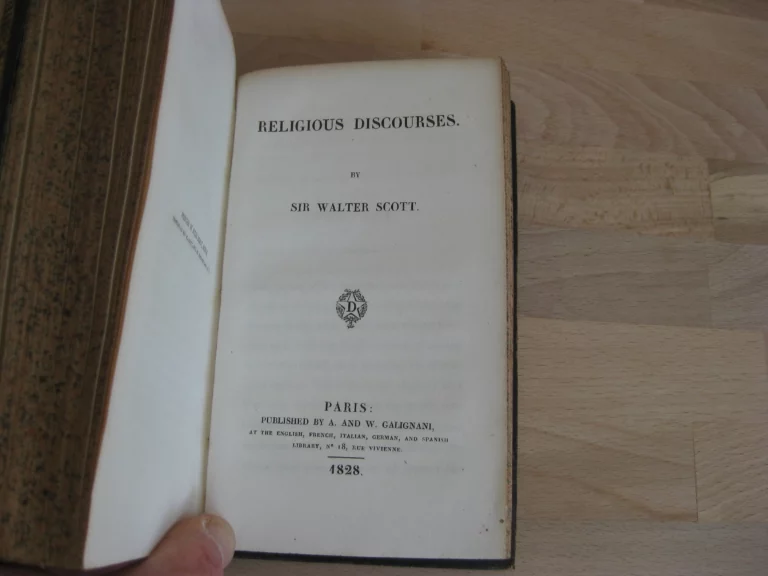 RELIGIOUS DISCOURSES.
BY
SIR WALTER SCOTT.
D
PARIS:
PUBLISHED BY A. AND W. GALIGNANI,
AT THE ENGLISH, FRENCH, ITALIAN, GERMAN, AND SPANISH
LIBRARY, Nº 18, RUE VIVIENNE.
1828.